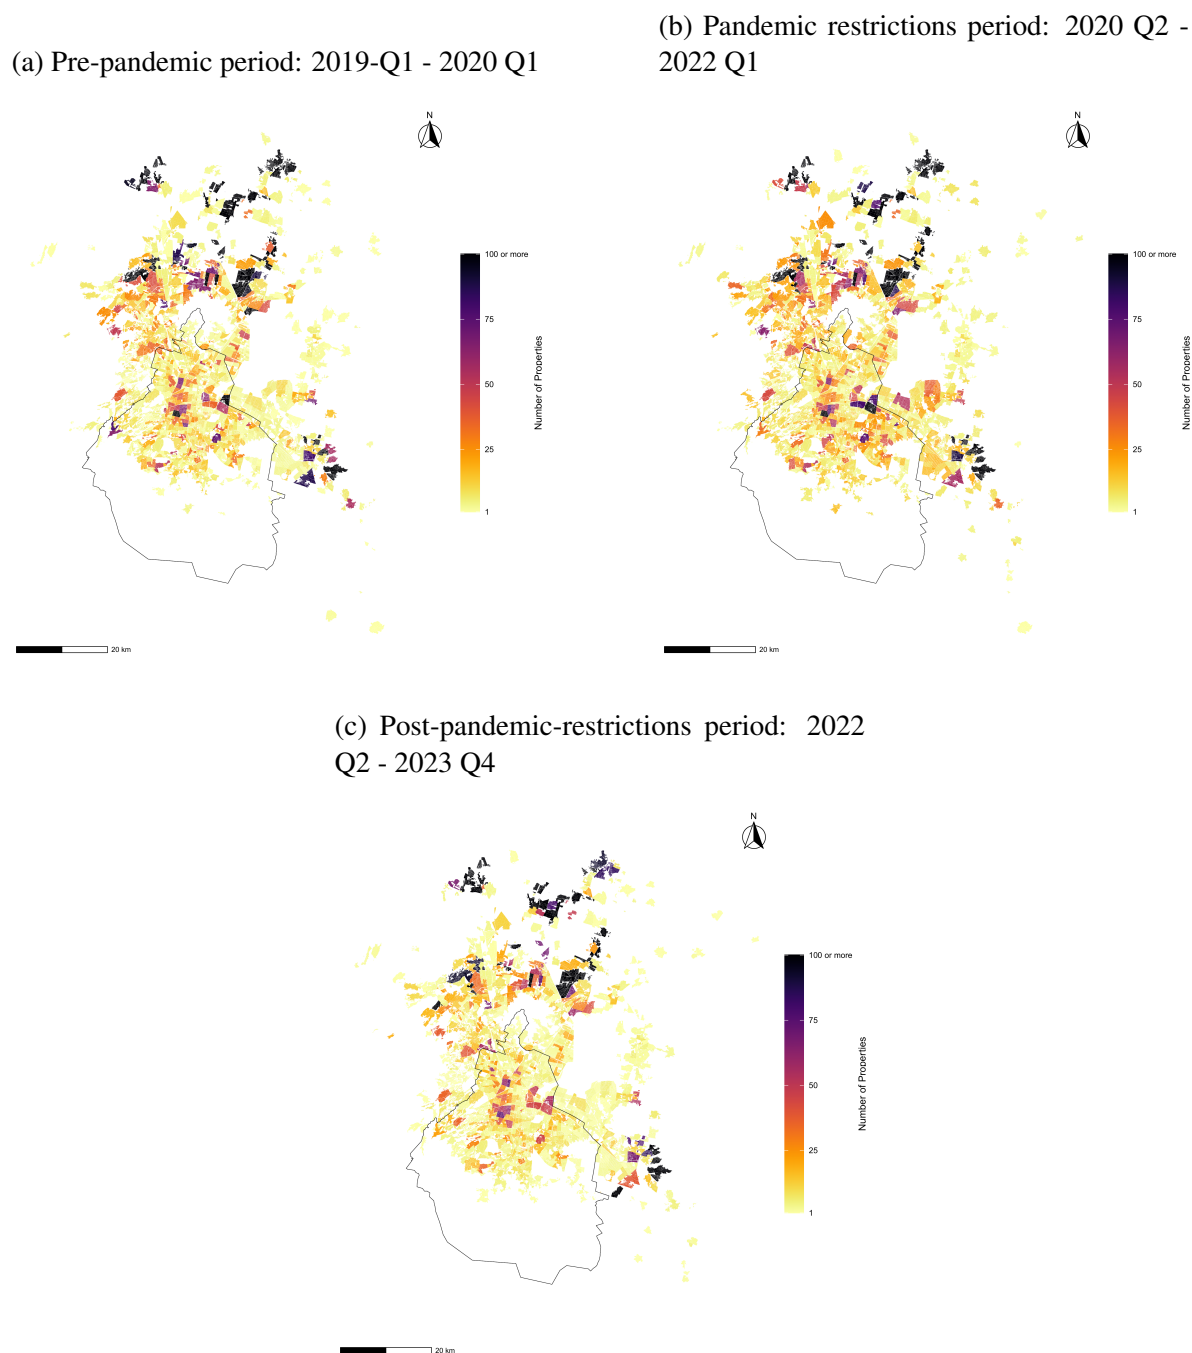 (a) Pre-pandemic period: 2019-Q1 - 2020 Q1
(b) Pandemic restrictions period: 2020 Q2 -
2022 Q1
N
100 or more
75
50
25
1
Number of Properties
20 km
N
100 or more
75
50
25
1
Number of Properties
20 km
(c) Post-pandemic-restrictions period: 2022
Q2 - 2023 Q4
N
100 or more
75
50
25
1
Number of Properties
20 km